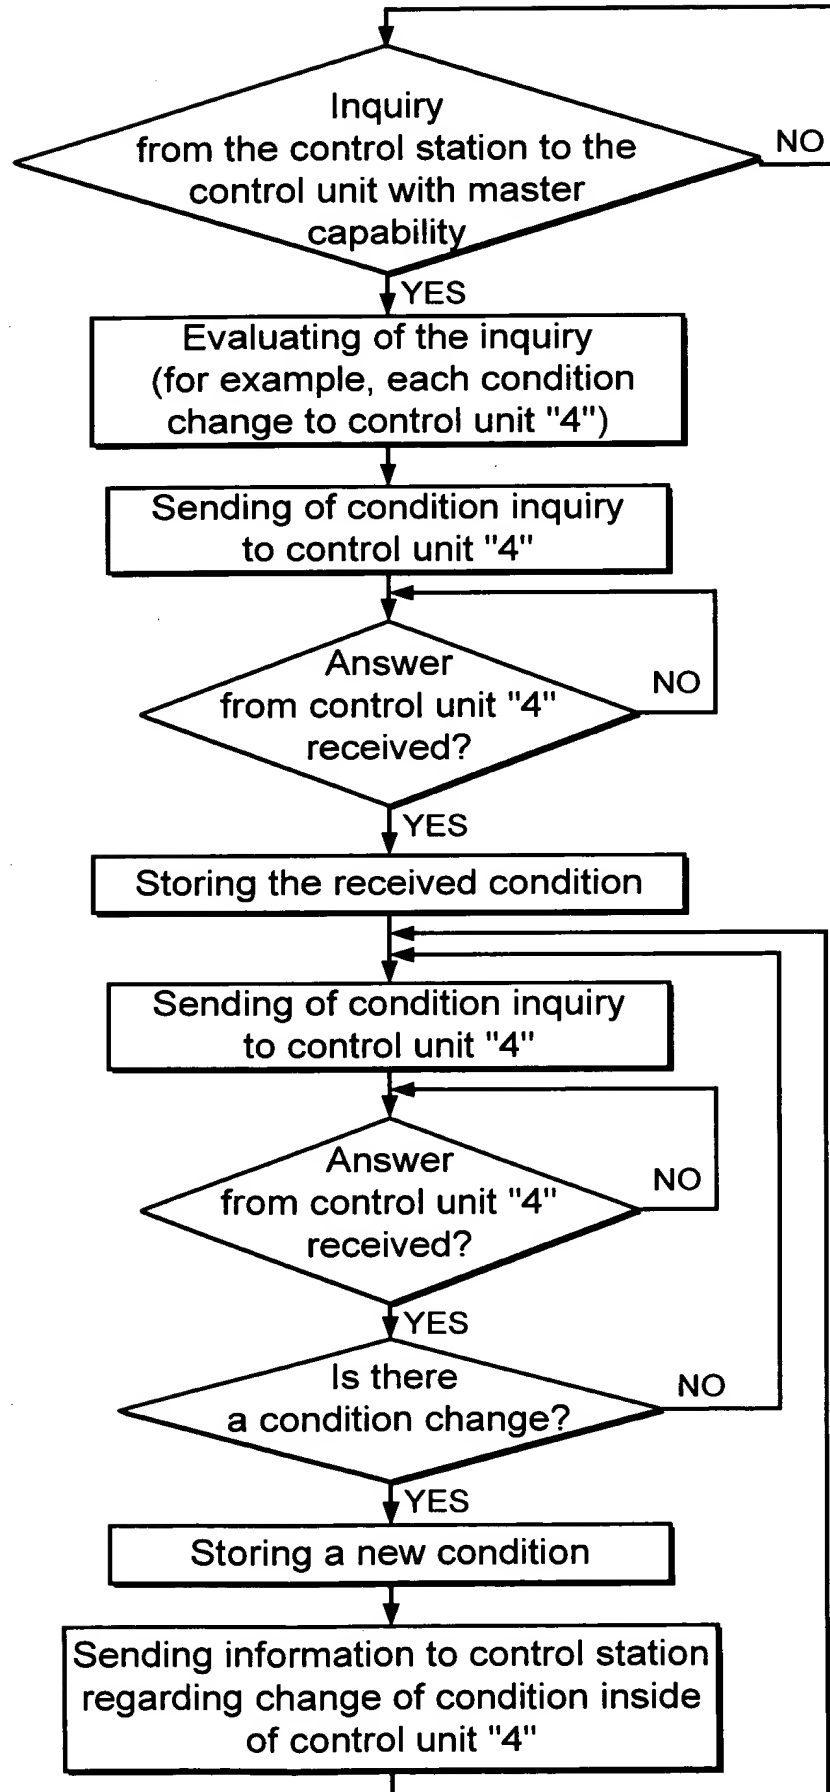 Inquiry
from the control station to the
control unit with master
capability
NO
YES
Evaluating of the inquiry
(for example, each condition
change to control unit "4")
Sending of condition inquiry
to control unit "4"
Answer
from control unit "4"
received?
NO
YES
Storing the received condition
Sending of condition inquiry
to control unit "4"
Answer
from control unit "4"
received?
NO
YES
Is there
a condition change?
NO
YES
Storing a new condition
Sending information to control station
regarding change of condition inside
of control unit "4"